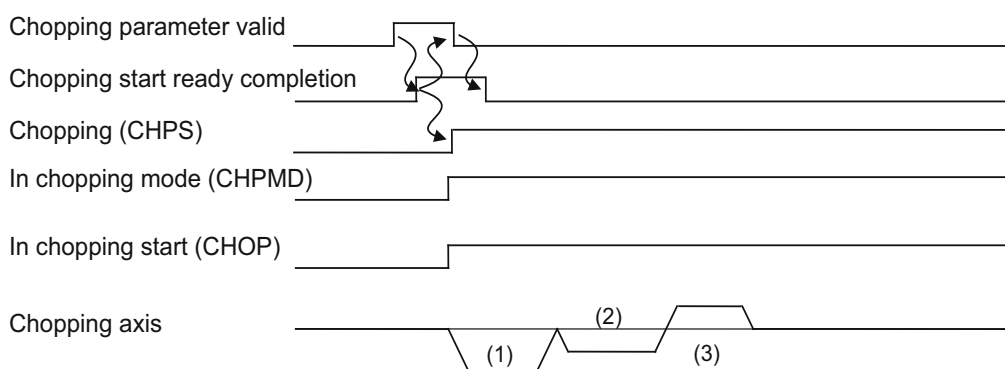 Chopping parameter valid
Chopping start ready completion
Chopping (CHPS)
In chopping mode (CHPMD)
In chopping start (CHOP)
Chopping axis
(1)
(2)
(3)